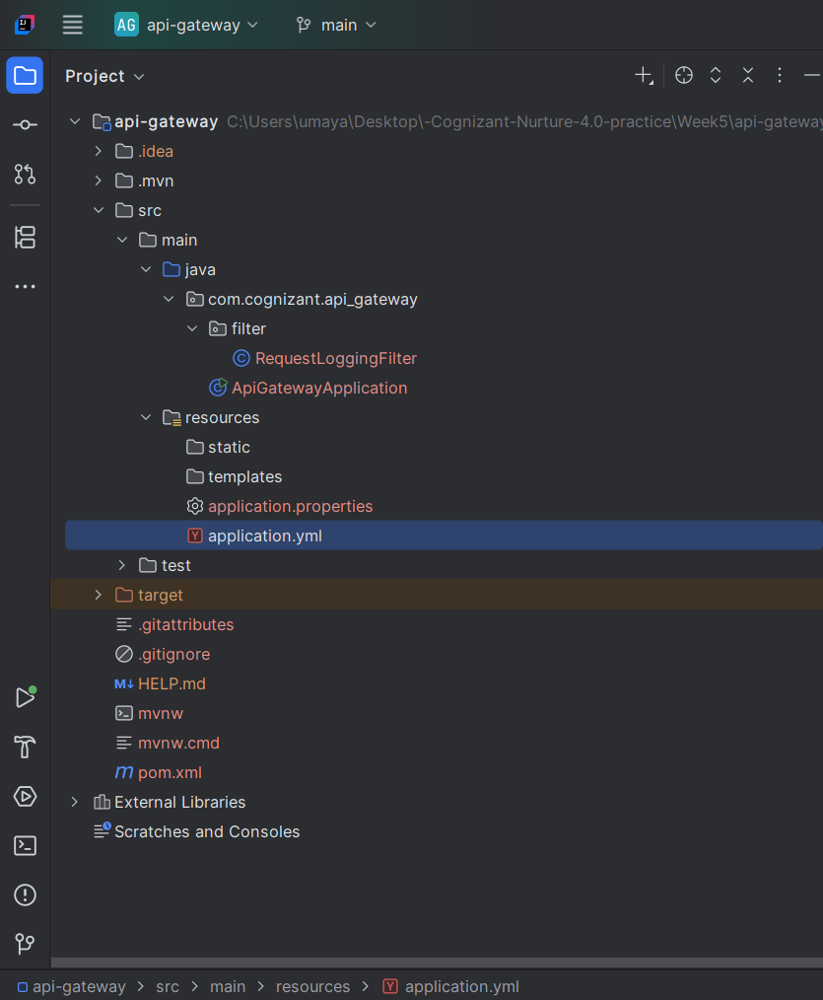 AG api-gateway main
Project
api-gateway C:\Users\umaya\Desktop\-Cognizant-Nurture-4.0-practice\Week5\api-gateway
.idea
.mvn
src
main
java
com.cognizant.api_gateway
filter
RequestLoggingFilter
ApiGatewayApplication
resources
static
templates
application.properties
application.yml
test
target
.gitattributes
.gitignore
HELP.md
mvnw
mvnw.cmd
pom.xml
External Libraries
Scratches and Consoles
api-gateway > src > main > resources > application.yml